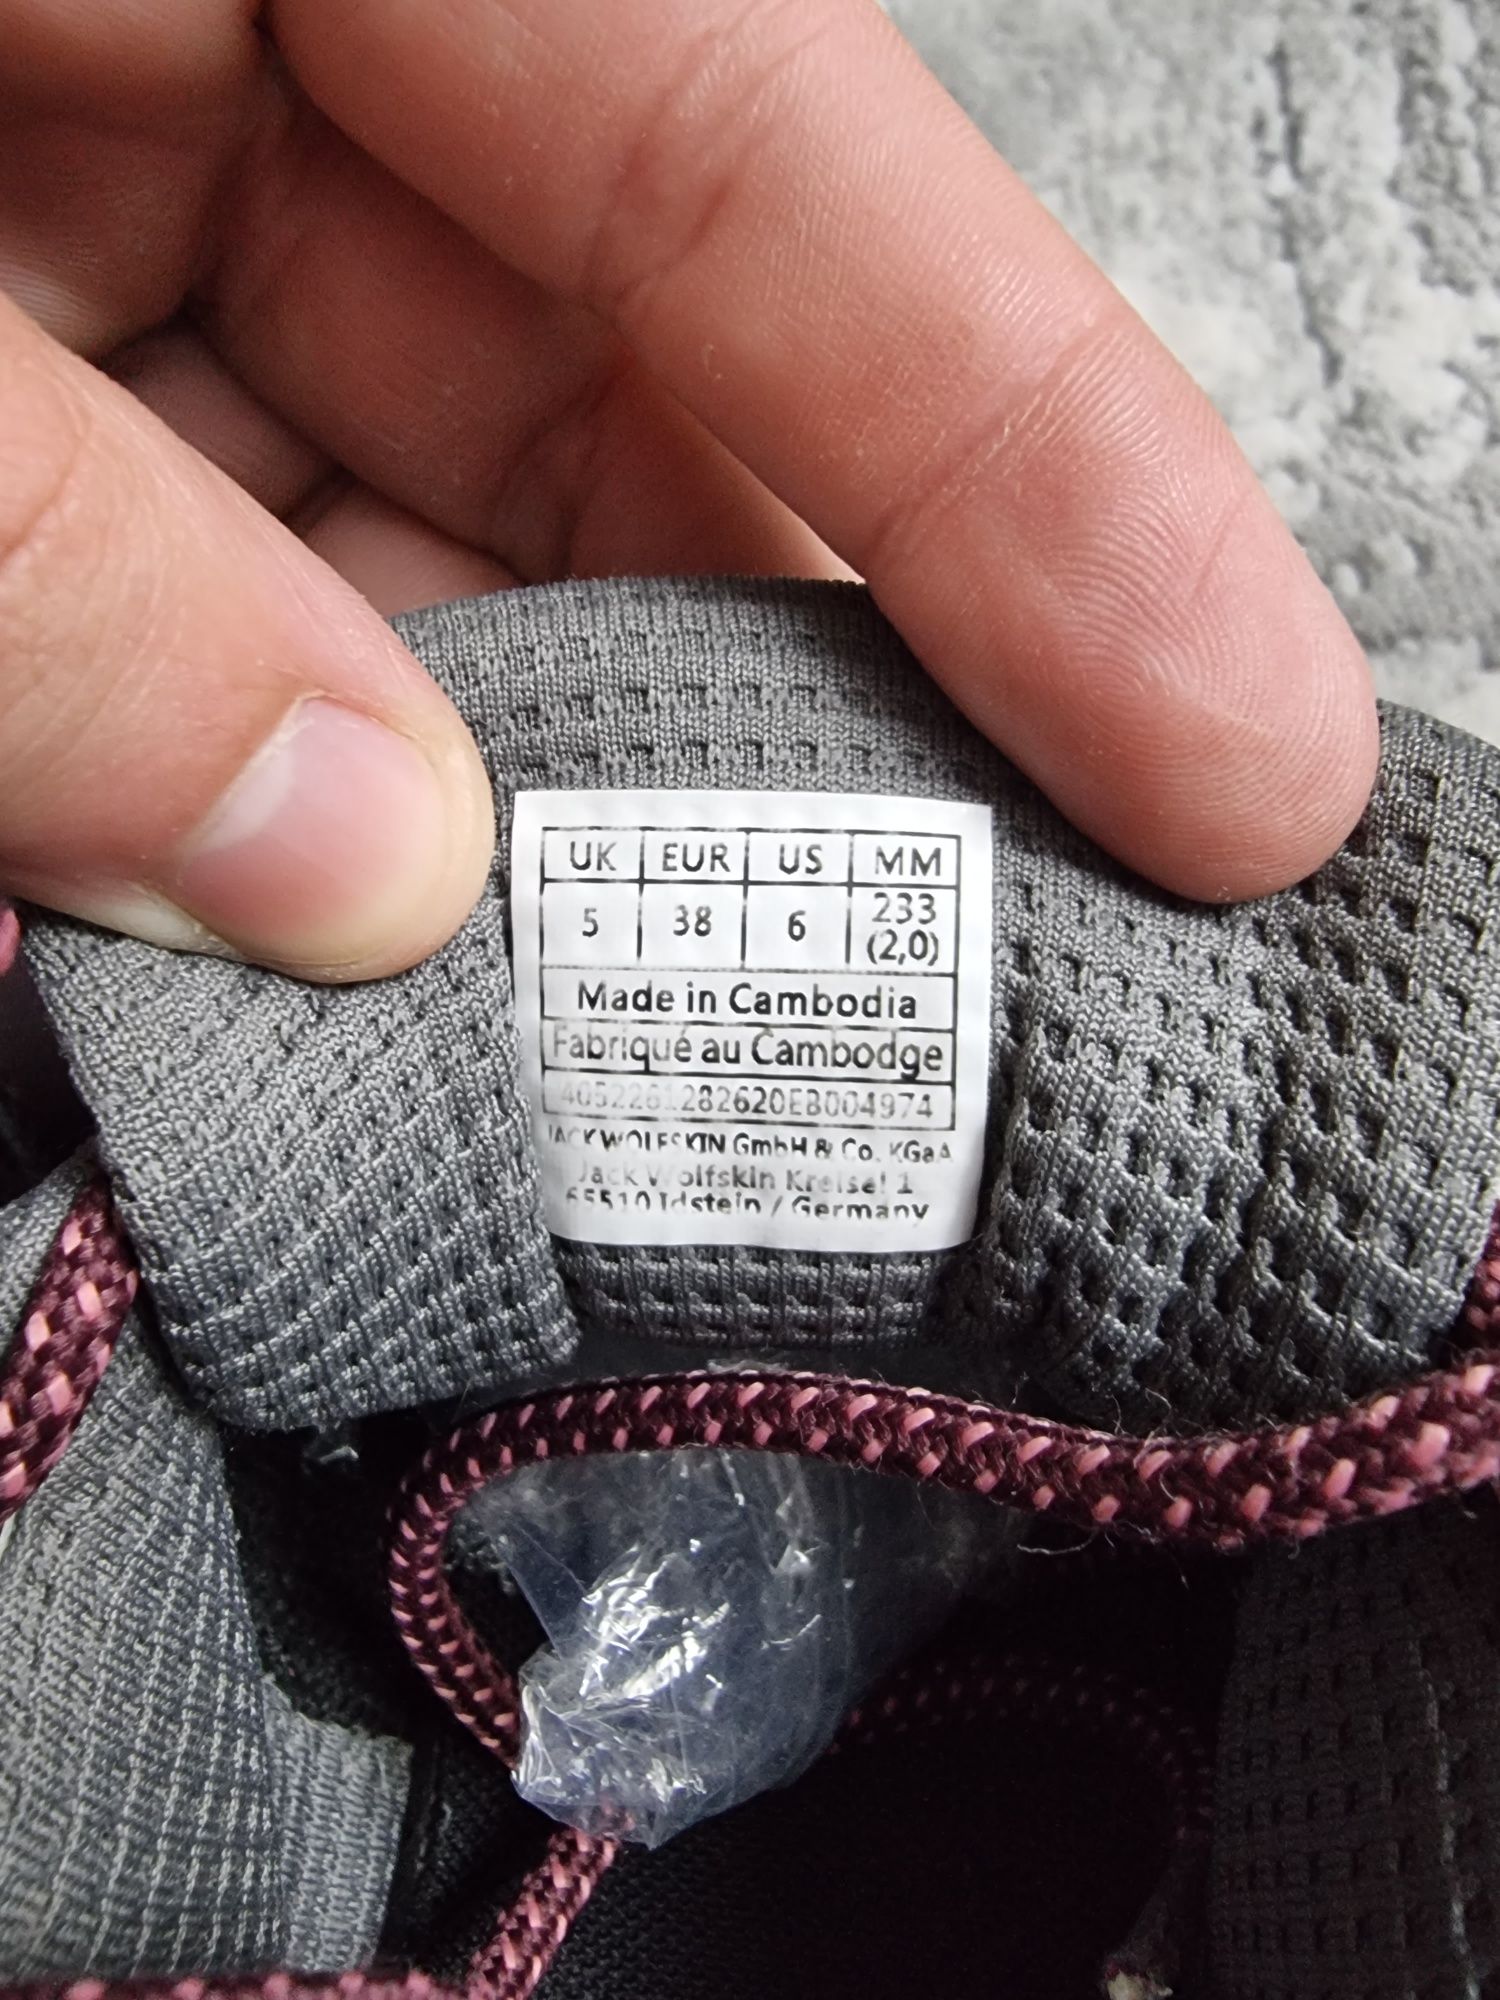 UK EUR US MM
5 38 6 233 (2,0)
Made in Cambodia
Fabriqué au Cambodge
4052261282620EB004974
JACK WOLFSKIN GmbH & Co. KGaA
Jack Wolfskin Kreisel 1
65510 Idstein / Germany